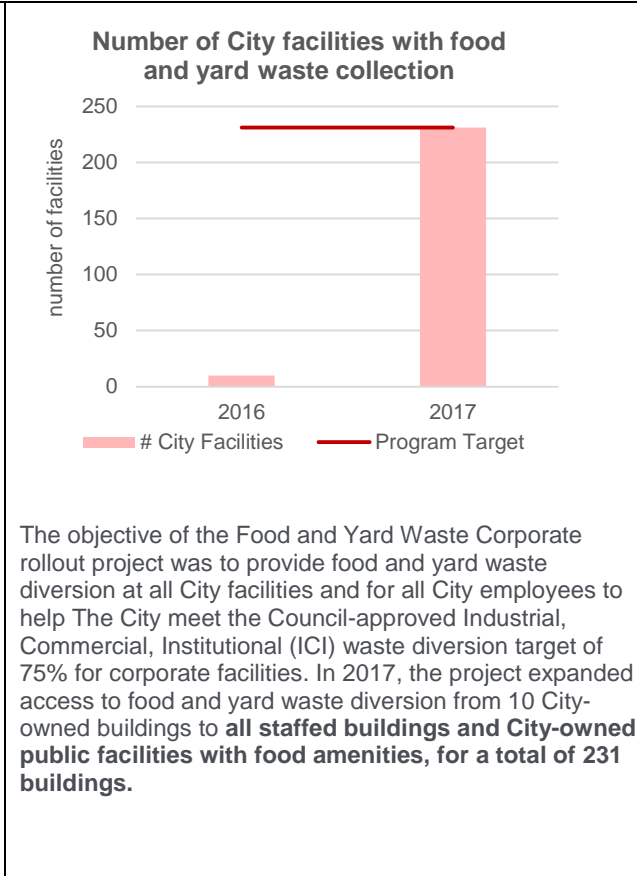 Number of City facilities with food
and yard waste collection
250
200
150
100
50
0
number of facilities
2016 2017
# City Facilities Program Target
The objective of the Food and Yard Waste Corporate
rollout project was to provide food and yard waste
diversion at all City facilities and for all City employees to
help The City meet the Council-approved Industrial,
Commercial, Institutional (ICI) waste diversion target of
75% for corporate facilities. In 2017, the project expanded
access to food and yard waste diversion from 10 City-
owned buildings to all staffed buildings and City-owned
public facilities with food amenities, for a total of 231
buildings.